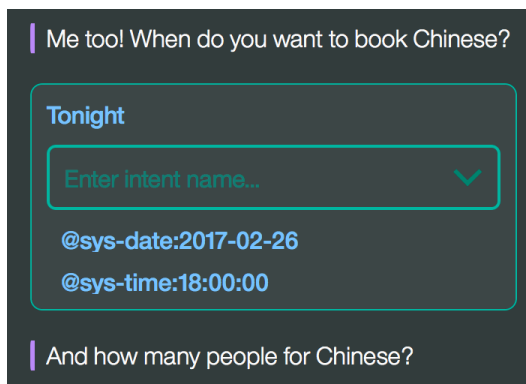 Me too! When do you want to book Chinese?
Tonight
Enter intent name...
@sys-date:2017-02-26
@sys-time:18:00:00
And how many people for Chinese?